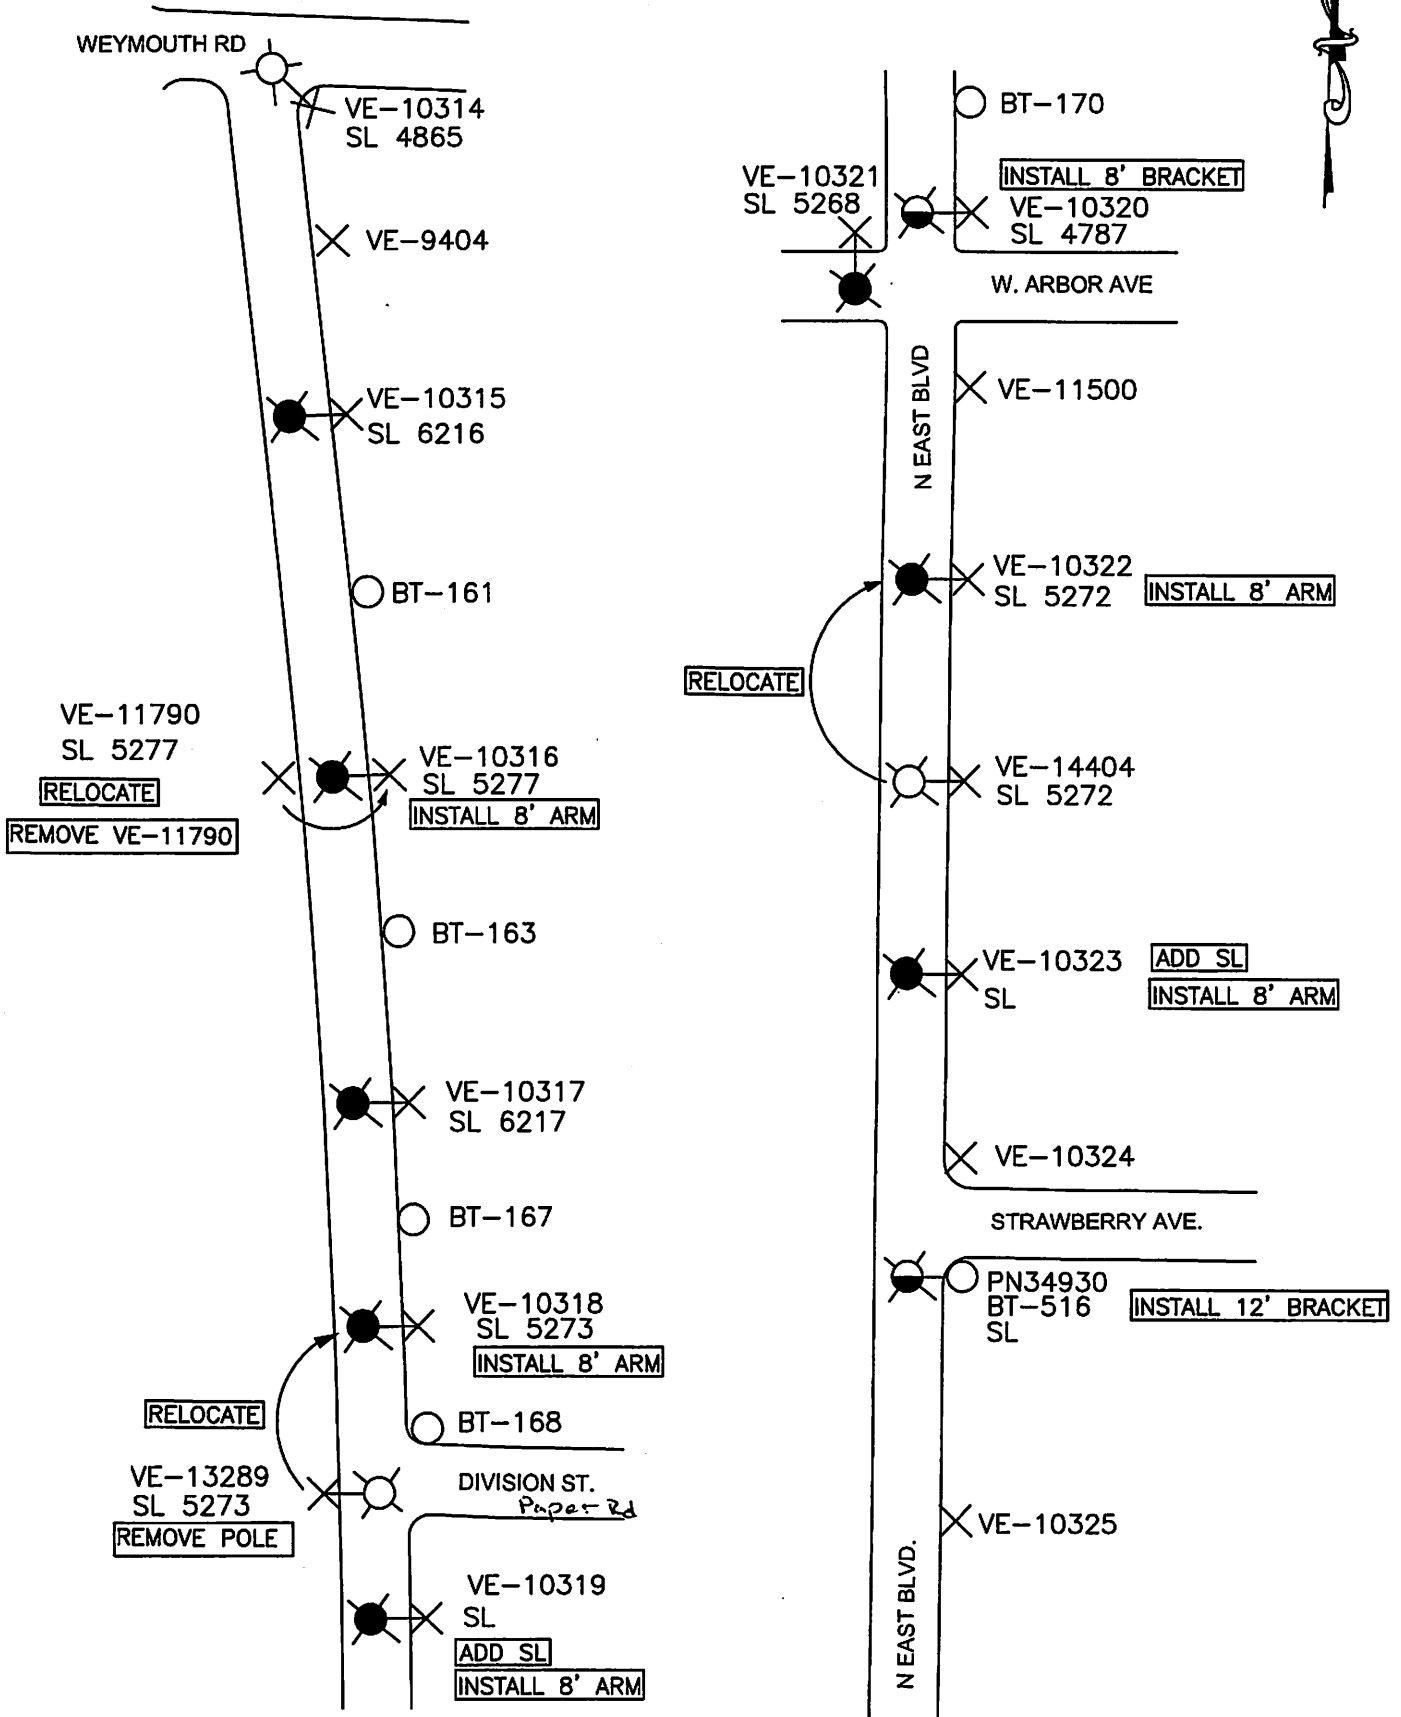 WEYMOUTH RD
VE-10314
SL 4865
VE-9404
VE-10315
SL 6216
BT-161
VE-11790
SL 5277
RELOCATE
REMOVE VE-11790
VE-10316
SL 5277
INSTALL 8' ARM
BT-163
VE-10317
SL 6217
BT-167
VE-10318
SL 5273
INSTALL 8' ARM
RELOCATE
BT-168
VE-13289
SL 5273
REMOVE POLE
DIVISION ST.
Paper Rd
VE-10319
SL
ADD SL
INSTALL 8' ARM
BT-170
VE-10321
SL 5268
INSTALL 8' BRACKET
VE-10320
SL 4787
W. ARBOR AVE
N EAST BLVD
VE-11500
VE-10322
SL 5272
INSTALL 8' ARM
RELOCATE
VE-14404
SL 5272
VE-10323
SL
ADD SL
INSTALL 8' ARM
VE-10324
STRAWBERRY AVE.
PN34930
BT-516
SL
INSTALL 12' BRACKET
VE-10325
N EAST BLVD.